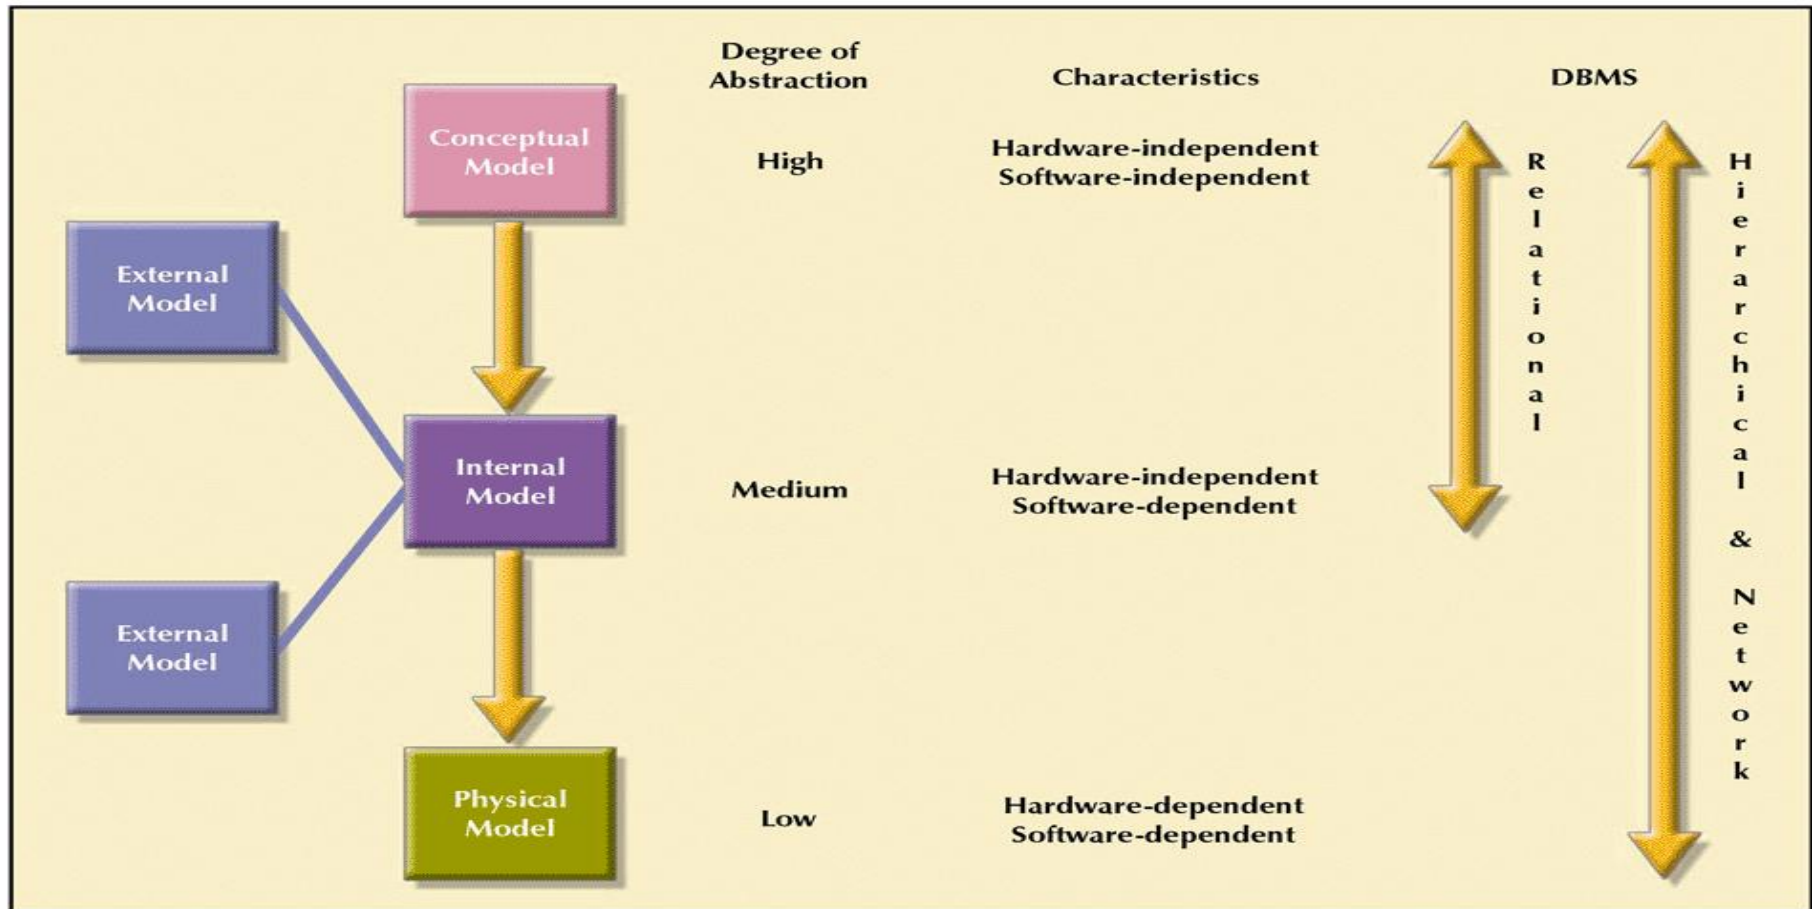 Degree of
Abstraction
Characteristics
DBMS
Conceptual
Model
High
Hardware-independent
Software-independent
Relational
Hierarchical & Network
External
Model
Internal
Model
Medium
Hardware-independent
Software-dependent
External
Model
Physical
Model
Low
Hardware-dependent
Software-dependent